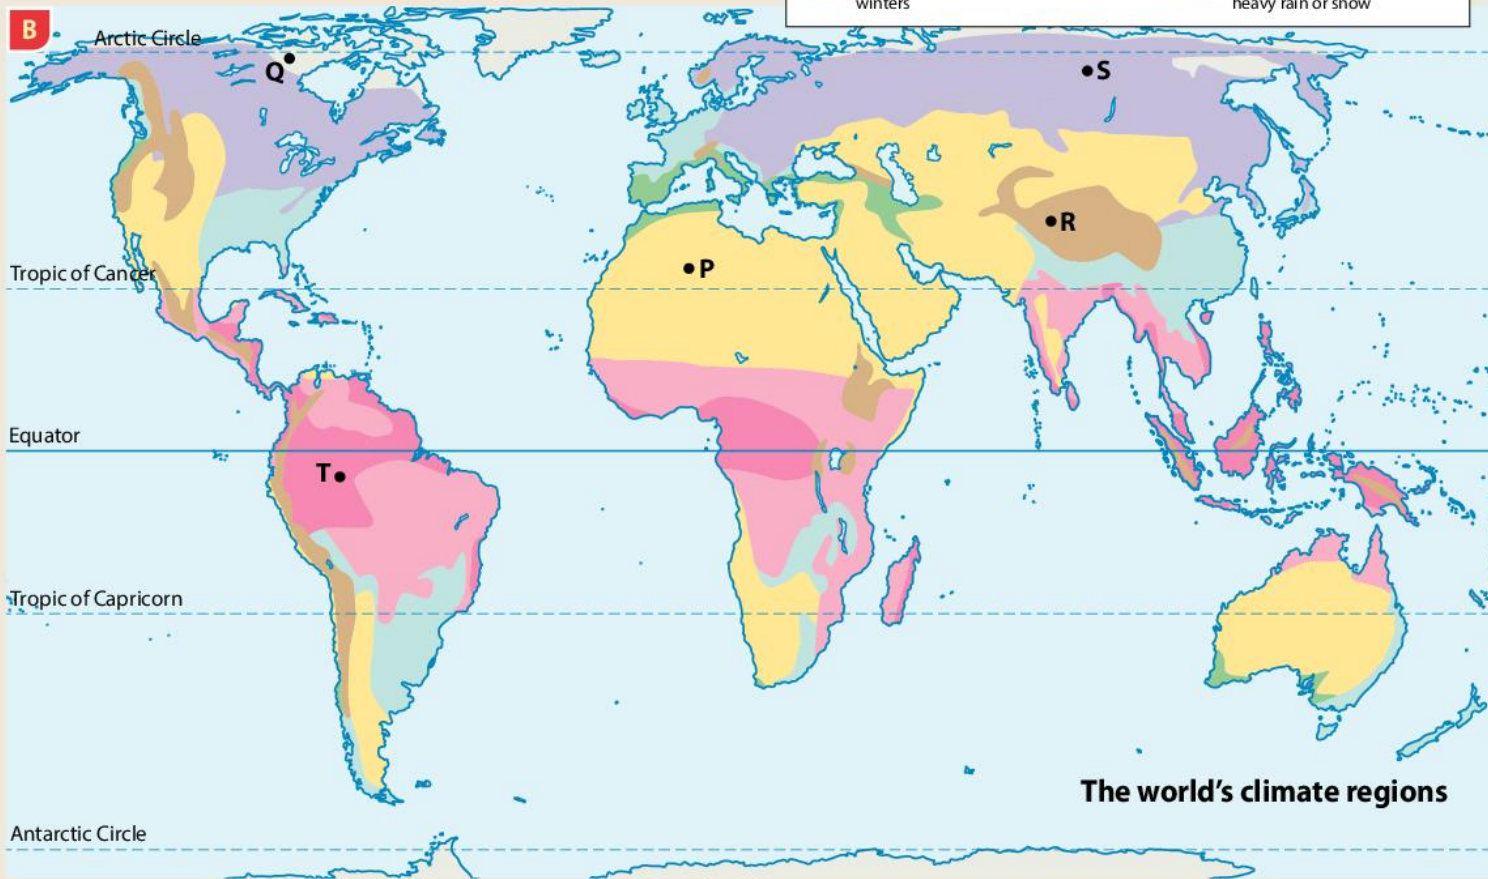 B
winters
heavy rain or snow
Arctic Circle
Q
S
R
P
Tropic of Cancer
Equator
T
Tropic of Capricorn
The world's climate regions
Antarctic Circle